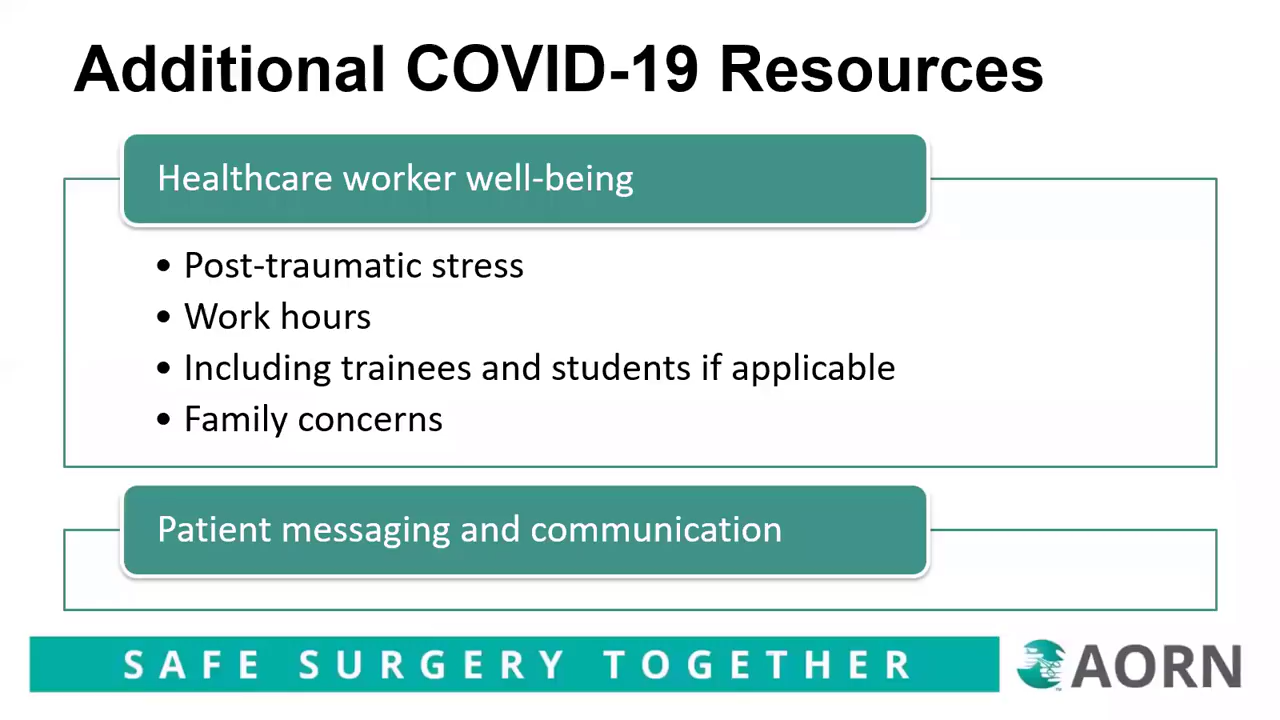 Additional COVID-19 Resources
Healthcare worker well-being
• Post-traumatic stress
• Work hours
• Including trainees and students if applicable
• Family concerns
Patient messaging and communication
SAFE SURGERY TOGETHER
AORN